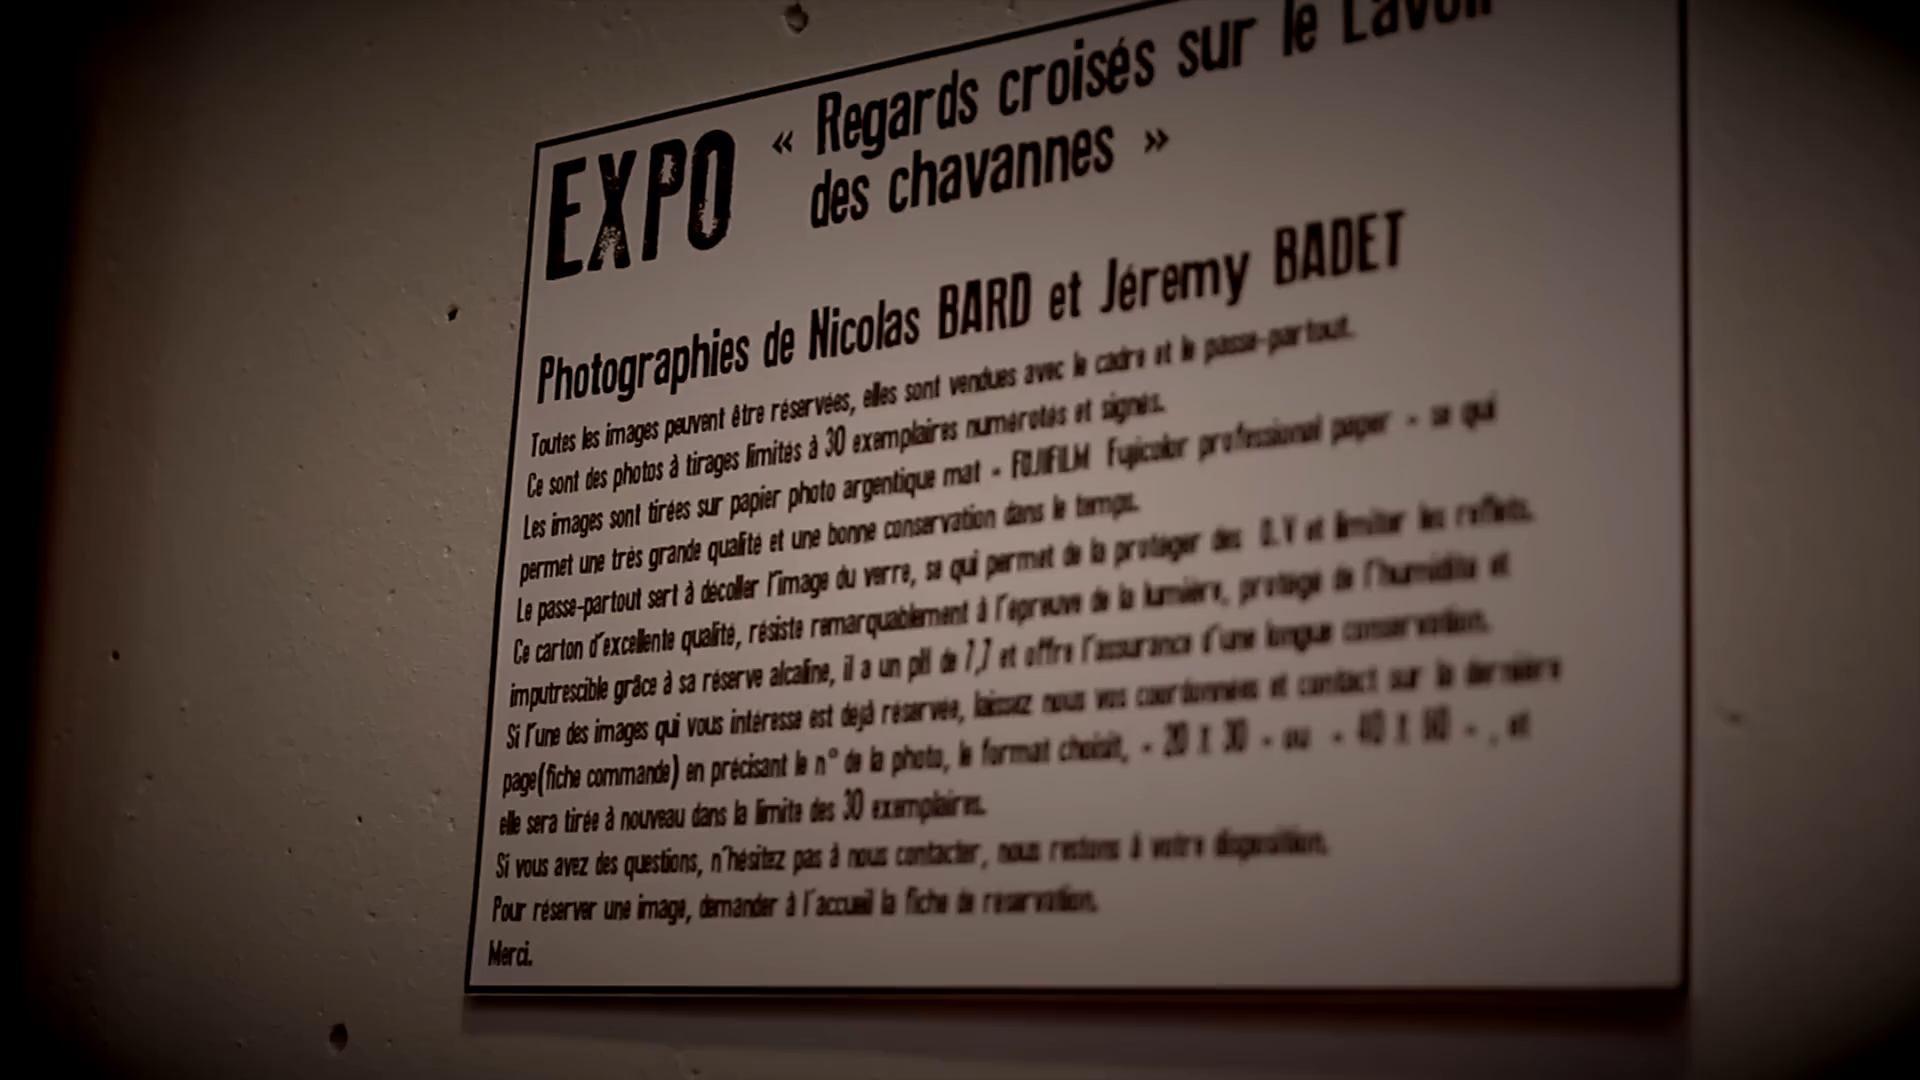 EXPO « Regards croisés sur le Lavoir
des chavannes »
Photographies de Nicolas BARD et Jéremy BADET
Toutes les images peuvent être réservées, elles sont vendues avec le cadre et le passe-partout.
Ce sont des photos à tirages limités à 30 exemplaires numérotés et signés.
Les images sont tirées sur papier photo argentique mat - FUJIFILM Fujicolor professional paper - se qui
permet une très grande qualité et une bonne conservation dans le temps.
Le passe-partout sert à décoller l'image du verre, se qui permet de la protéger des U.V et limiter les reflets.
Ce carton d'excellente qualité, résiste remarquablement à l'épreuve de la lumière, protégé de l'humidité et
imputrescible grâce à sa réserve alcaline, il a un pH de 7,7 et offre l'assurance d'une longue conservation.
Si l'une des images qui vous intéresse est déjà réservée, laissez nous vos coordonnées et contact sur la dernière
page(fiche commande) en précisant le n° de la photo, le format choisit, - 20 X 30 - ou - 40 X 60 - , et
elle sera tirée à nouveau dans la limite des 30 exemplaires.
Si vous avez des questions, n'hésitez pas à nous contacter, nous restons à votre disposition.
Pour réserver une image, demander à l'accueil la fiche de réservation.
Merci.